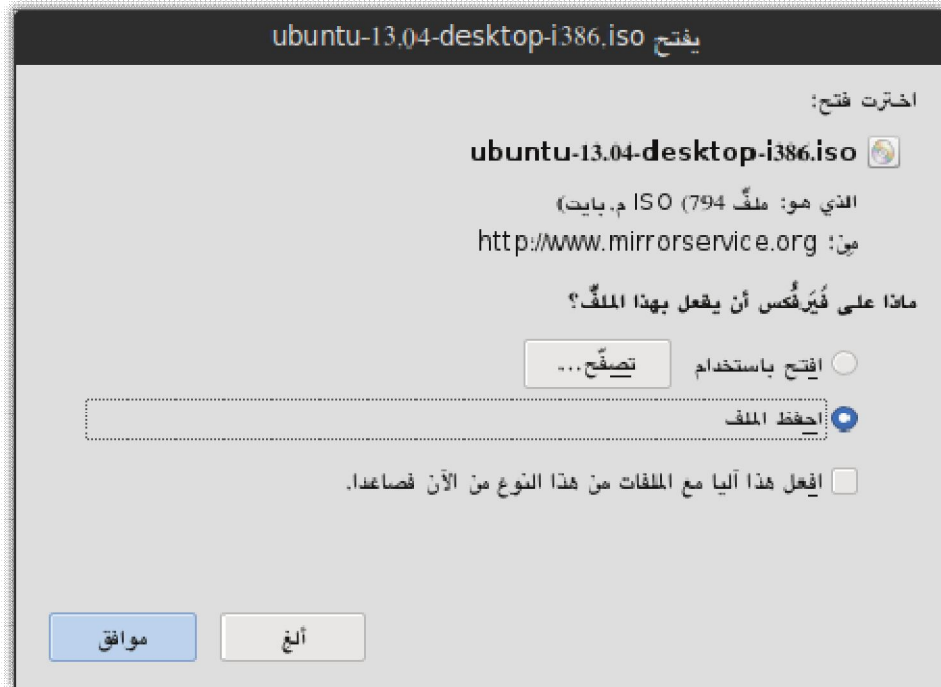 يفتح ubuntu-13.04-desktop-i386.iso
اخترت فتح:
ubuntu-13.04-desktop-i386.iso
الذي هو: ملفّ ISO (794 م.بايت)
من: http://www.mirrorservice.org
ماذا على فَيَرفُكس أن يفعل بهذا الملفّ؟
افتح باستخدام تصفّح...
احفظ الملف
افعل هذا آليا مع الملفات من هذا النوع من الآن فصاعدا.
ألغ موافق